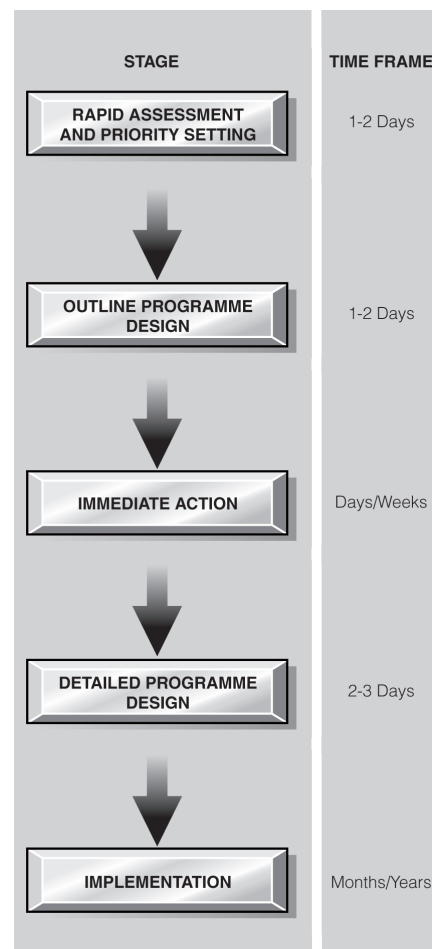 STAGE
TIME FRAME
RAPID ASSESSMENT
AND PRIORITY SETTING
1-2 Days
OUTLINE PROGRAMME
DESIGN
1-2 Days
IMMEDIATE ACTION
Days/Weeks
DETAILED PROGRAMME
DESIGN
2-3 Days
IMPLEMENTATION
Months/Years